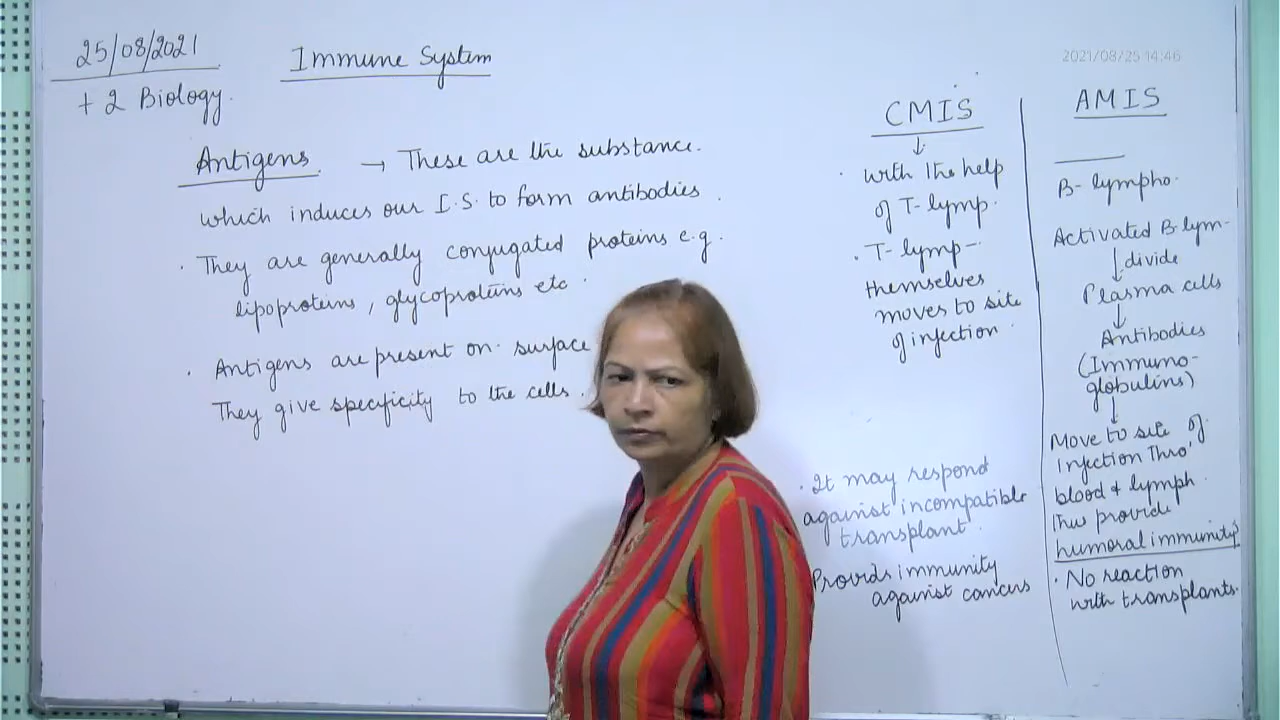 25/08/2021
+ 2 Biology.
Immune System
2021/08/25 14:46
Antigens. → These are the substance.
which induces our I.S. to form antibodies.
· They are generally conjugated proteins e.g.
lipoproteins, glycoproteins etc.
· Antigens are present on surface
They give specificity to the cells.
CMIS
↓
· with the help
of T-lymp.
· T-lymp-
themselves
moves to site
of infection.
· It may respond
against incompatible
transplant.
Provids immunity
against cancers
AMIS
B-lympho.
Activated B-lym-
↓ divide
Plasma cells
↓
Antibodies
(Immuno-
globulins)
↓
Move to site of
infection Thro'
blood & lymph.
thus provide
humoral immunity
· No reaction
with transplants.